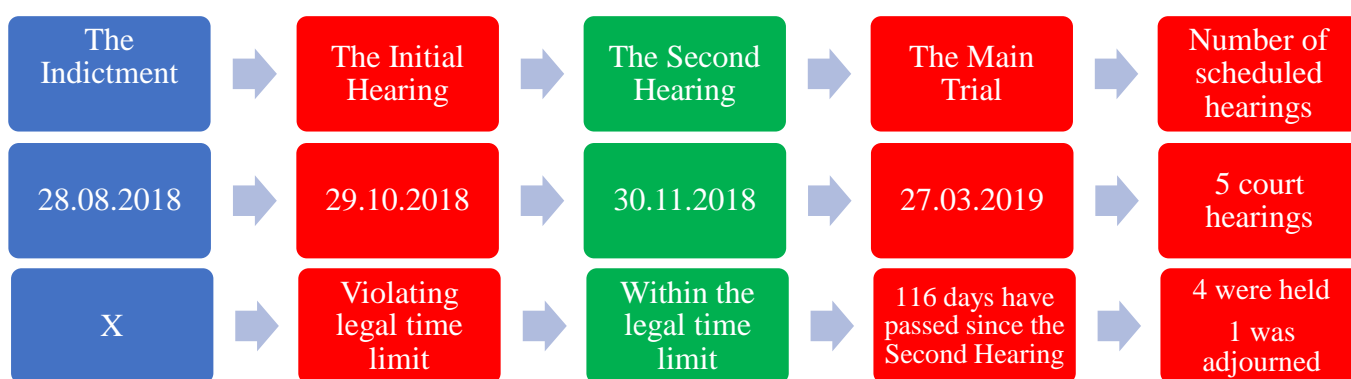 The
Indictment
The Initial
Hearing
The Second
Hearing
The Main
Trial
Number of
scheduled
hearings
28.08.2018
29.10.2018
30.11.2018
27.03.2019
5 court
hearings
X
Violating
legal time
limit
Within the
legal time
limit
116 days have
passed since the
Second Hearing
4 were held
1 was
adjourned